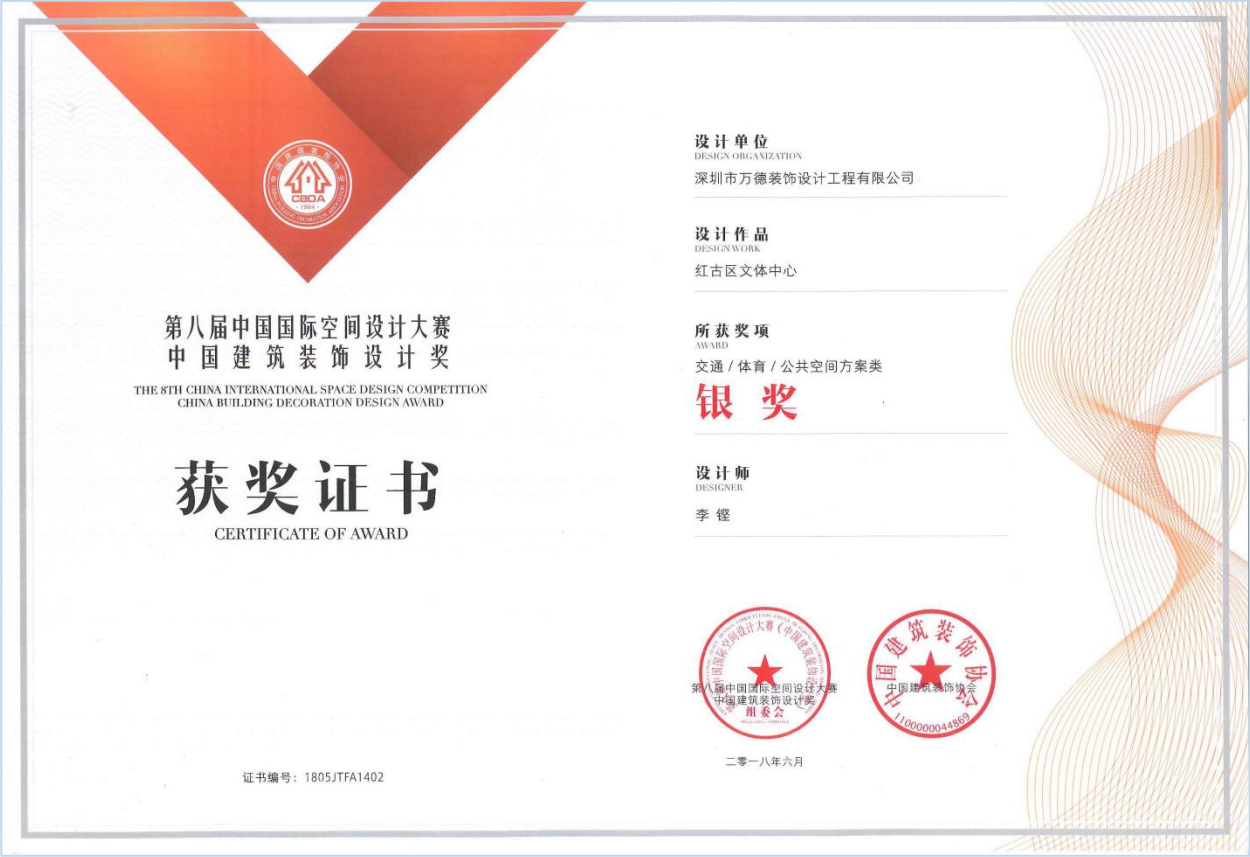 中国建筑装饰协会
CBDA
·1984·
第八届中国国际空间设计大赛
中国建筑装饰设计奖
THE 8TH CHINA INTERNATIONAL SPACE DESIGN COMPETITION
CHINA BUILDING DECORATION DESIGN AWARD
获奖证书
CERTIFICATE OF AWARD
证书编号：1805JTFA1402
设计单位
DESIGN ORGANIZATION
深圳市万德装饰设计工程有限公司
设计作品
DESIGN WORK
红古区文体中心
所获奖项
AWARD
交通 / 体育 / 公共空间方案类
银奖
设计师
DESIGNER
李 铿
第八届中国国际空间设计大赛
中国建筑装饰设计奖
组委会
中国建筑装饰协会
中国建筑装饰协会
1100000044869
二零一八年六月